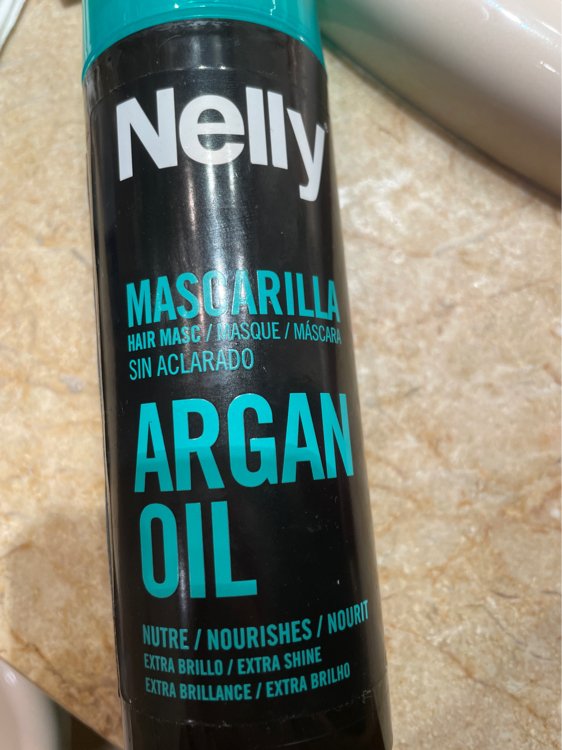 Nelly
MASCARILLA
HAIR MASC / MASQUE / MÁSCARA
SIN ACLARADO
ARGAN
OIL
NUTRE / NOURISHES / NOURIT
EXTRA BRILLO / EXTRA SHINE
EXTRA BRILLANCE / EXTRA BRILHO